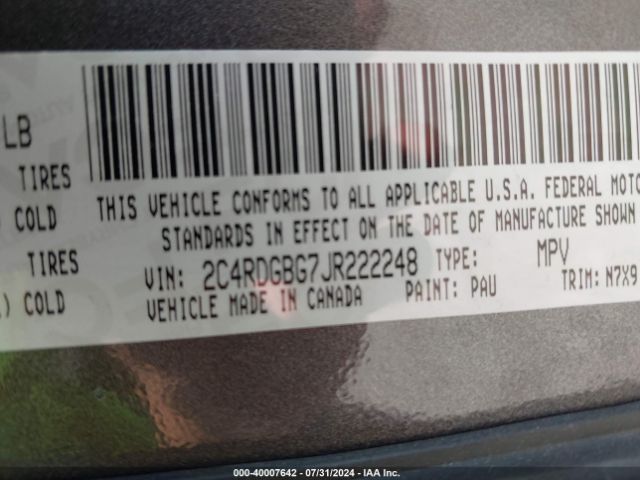 LB
TIRES
COLD
THIS VEHICLE CONFORMS TO ALL APPLICABLE U.S.A. FEDERAL MOTO
STANDARDS IN EFFECT ON THE DATE OF MANUFACTURE SHOWN
TIRES
VIN: 2C4RDGBG7JR222248 TYPE: MPV
) COLD
VEHICLE MADE IN CANADA PAINT: PAU TRIM: N7X9
000-40007642 / 07/31/2024 - IAA Inc.